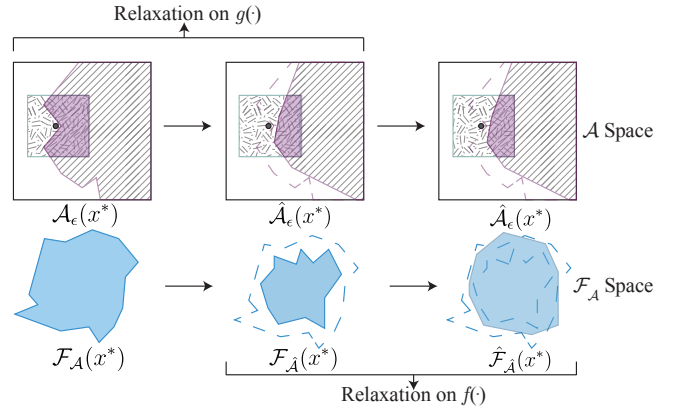 Relaxation on g(·)
𝒜 Space
𝒜_ϵ(x*) 𝒜̂_ϵ(x*) 𝒜̂_ϵ(x*)
ℱ_𝒜 Space
ℱ_𝒜(x*) ℱ_𝒜̂(x*) ℱ̂_𝒜̂(x*)
Relaxation on f(·)